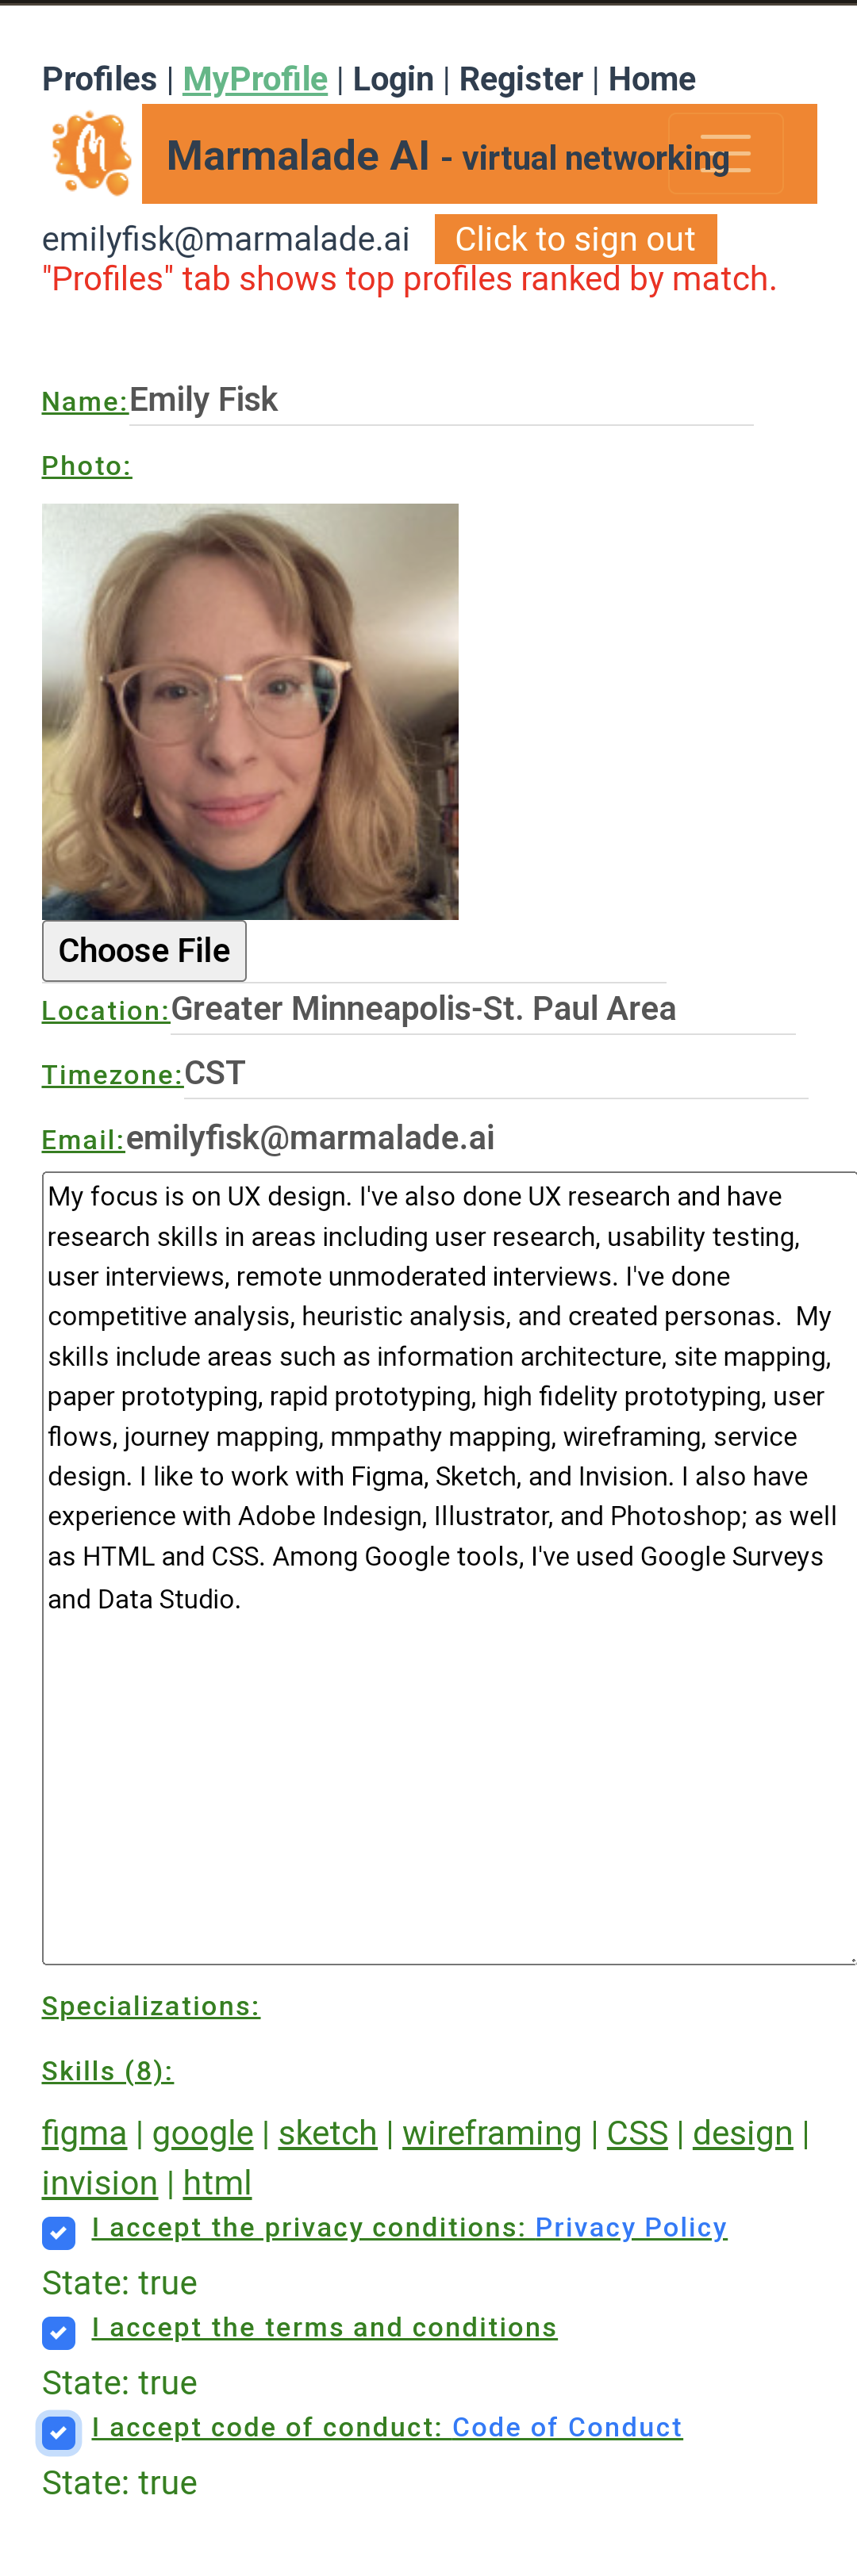 Profiles | MyProfile | Login | Register | Home
M
Marmalade AI - virtual networking
emilyfisk@marmalade.ai Click to sign out
"Profiles" tab shows top profiles ranked by match.
Name: Emily Fisk
Photo:
Choose File
Location: Greater Minneapolis-St. Paul Area
Timezone: CST
Email: emilyfisk@marmalade.ai
My focus is on UX design. I've also done UX research and have
research skills in areas including user research, usability testing,
user interviews, remote unmoderated interviews. I've done
competitive analysis, heuristic analysis, and created personas.  My
skills include areas such as information architecture, site mapping,
paper prototyping, rapid prototyping, high fidelity prototyping, user
flows, journey mapping, mmpathy mapping, wireframing, service
design. I like to work with Figma, Sketch, and Invision. I also have
experience with Adobe Indesign, Illustrator, and Photoshop; as well
as HTML and CSS. Among Google tools, I've used Google Surveys
and Data Studio.
Specializations:
Skills (8):
figma | google | sketch | wireframing | CSS | design |
invision | html
I accept the privacy conditions: Privacy Policy
State: true
I accept the terms and conditions
State: true
I accept code of conduct: Code of Conduct
State: true